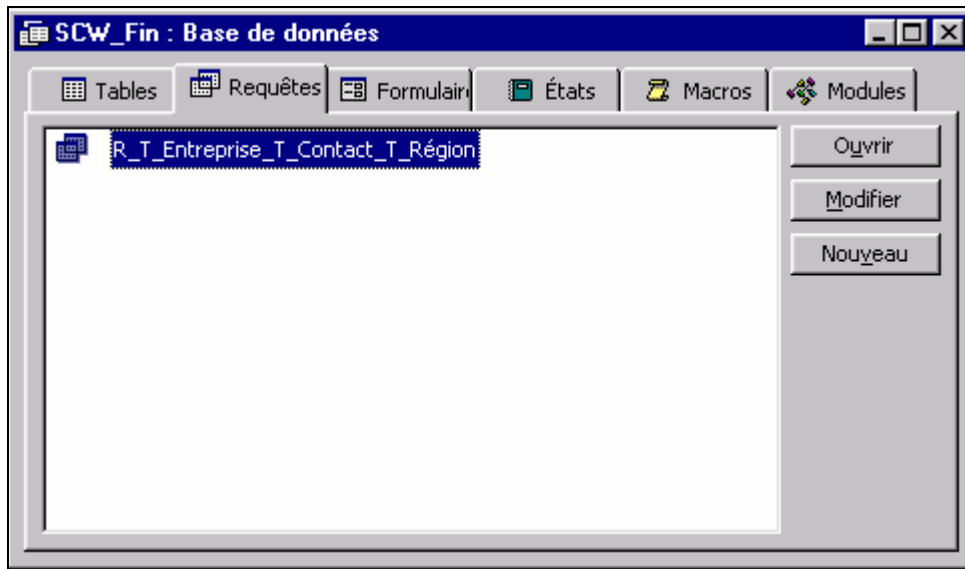 SCW_Fin : Base de données
Tables Requêtes Formulair États Macros Modules
R_T_Entreprise_T_Contact_T_Région
Ouvrir
Modifier
Nouveau